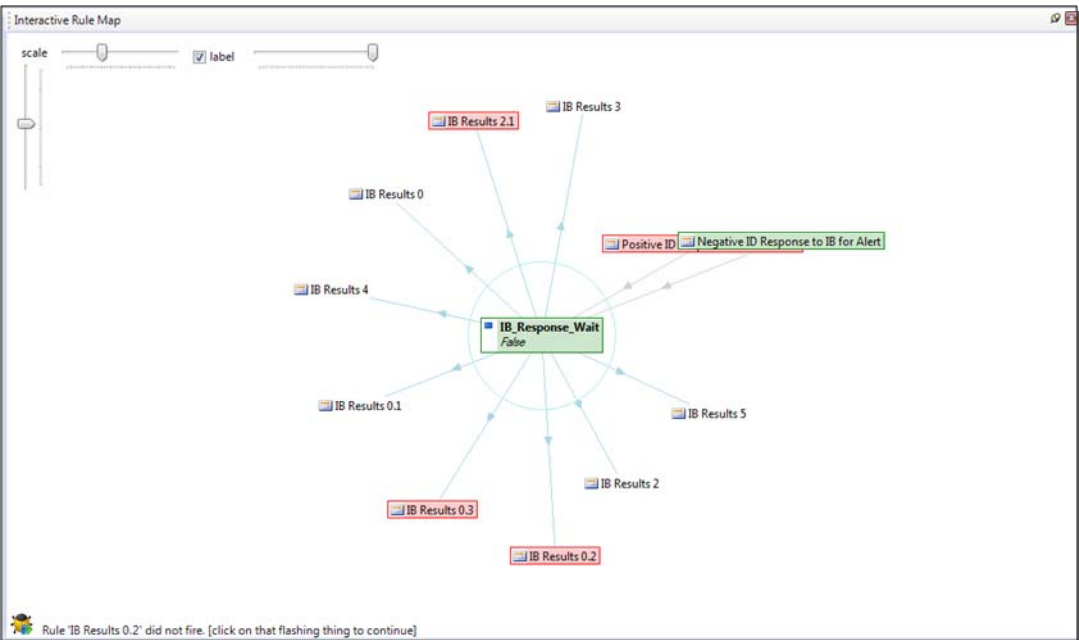 Interactive Rule Map
scale
label
IB Results 3
IB Results 2.1
IB Results 0
Positive ID
Negative ID Response to IB for Alert
IB Results 4
IB_Response_Wait
False
IB Results 0.1
IB Results 5
IB Results 2
IB Results 0.3
IB Results 0.2
Rule 'IB Results 0.2' did not fire. [click on that flashing thing to continue]